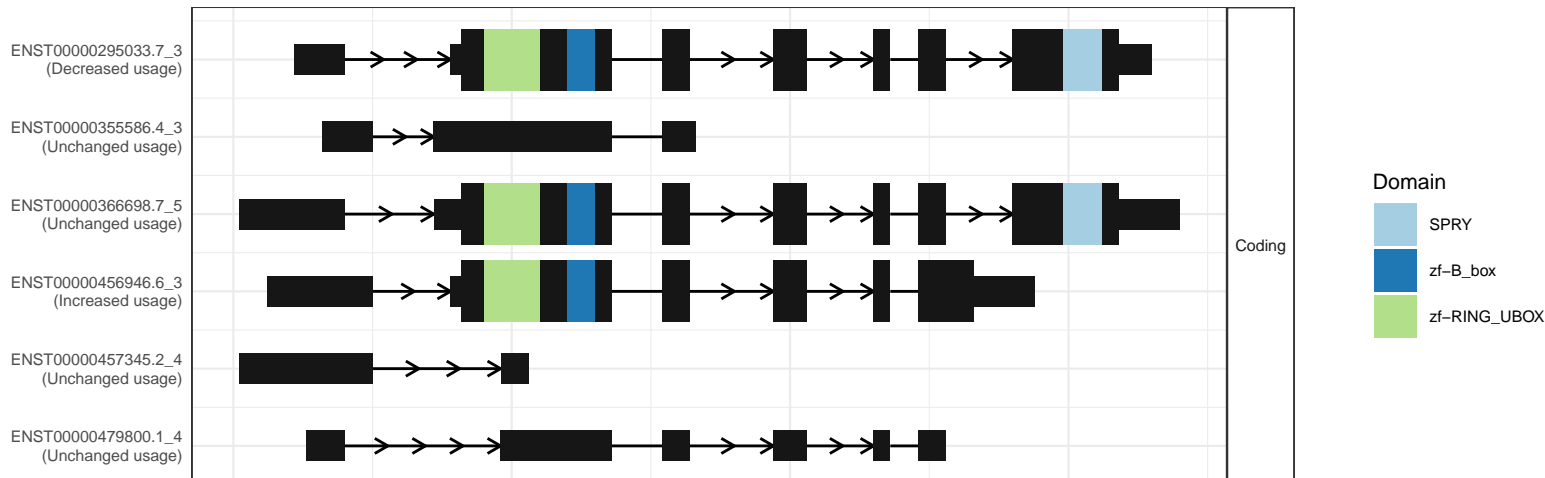 ENST00000295033.7_3
(Decreased usage)
ENST00000355586.4_3
(Unchanged usage)
ENST00000366698.7_5
(Unchanged usage)
ENST00000456946.6_3
(Increased usage)
ENST00000457345.2_4
(Unchanged usage)
ENST00000479800.1_4
(Unchanged usage)
Coding
Domain
SPRY
zf−B_box
zf−RING_UBOX